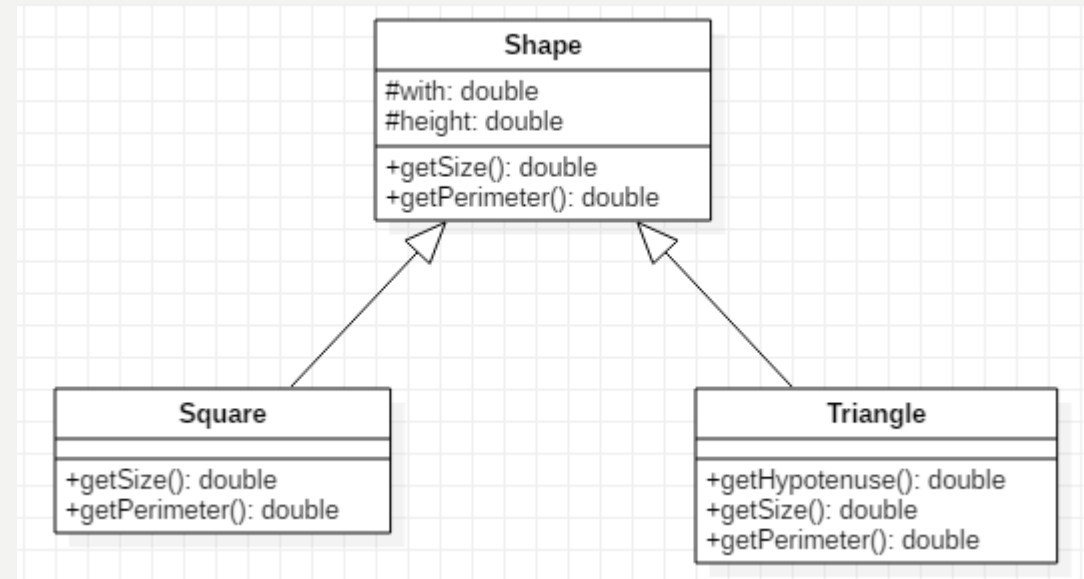 Shape
#with: double
#height: double
+getSize(): double
+getPerimeter(): double
Square
+getSize(): double
+getPerimeter(): double
Triangle
+getHypotenuse(): double
+getSize(): double
+getPerimeter(): double